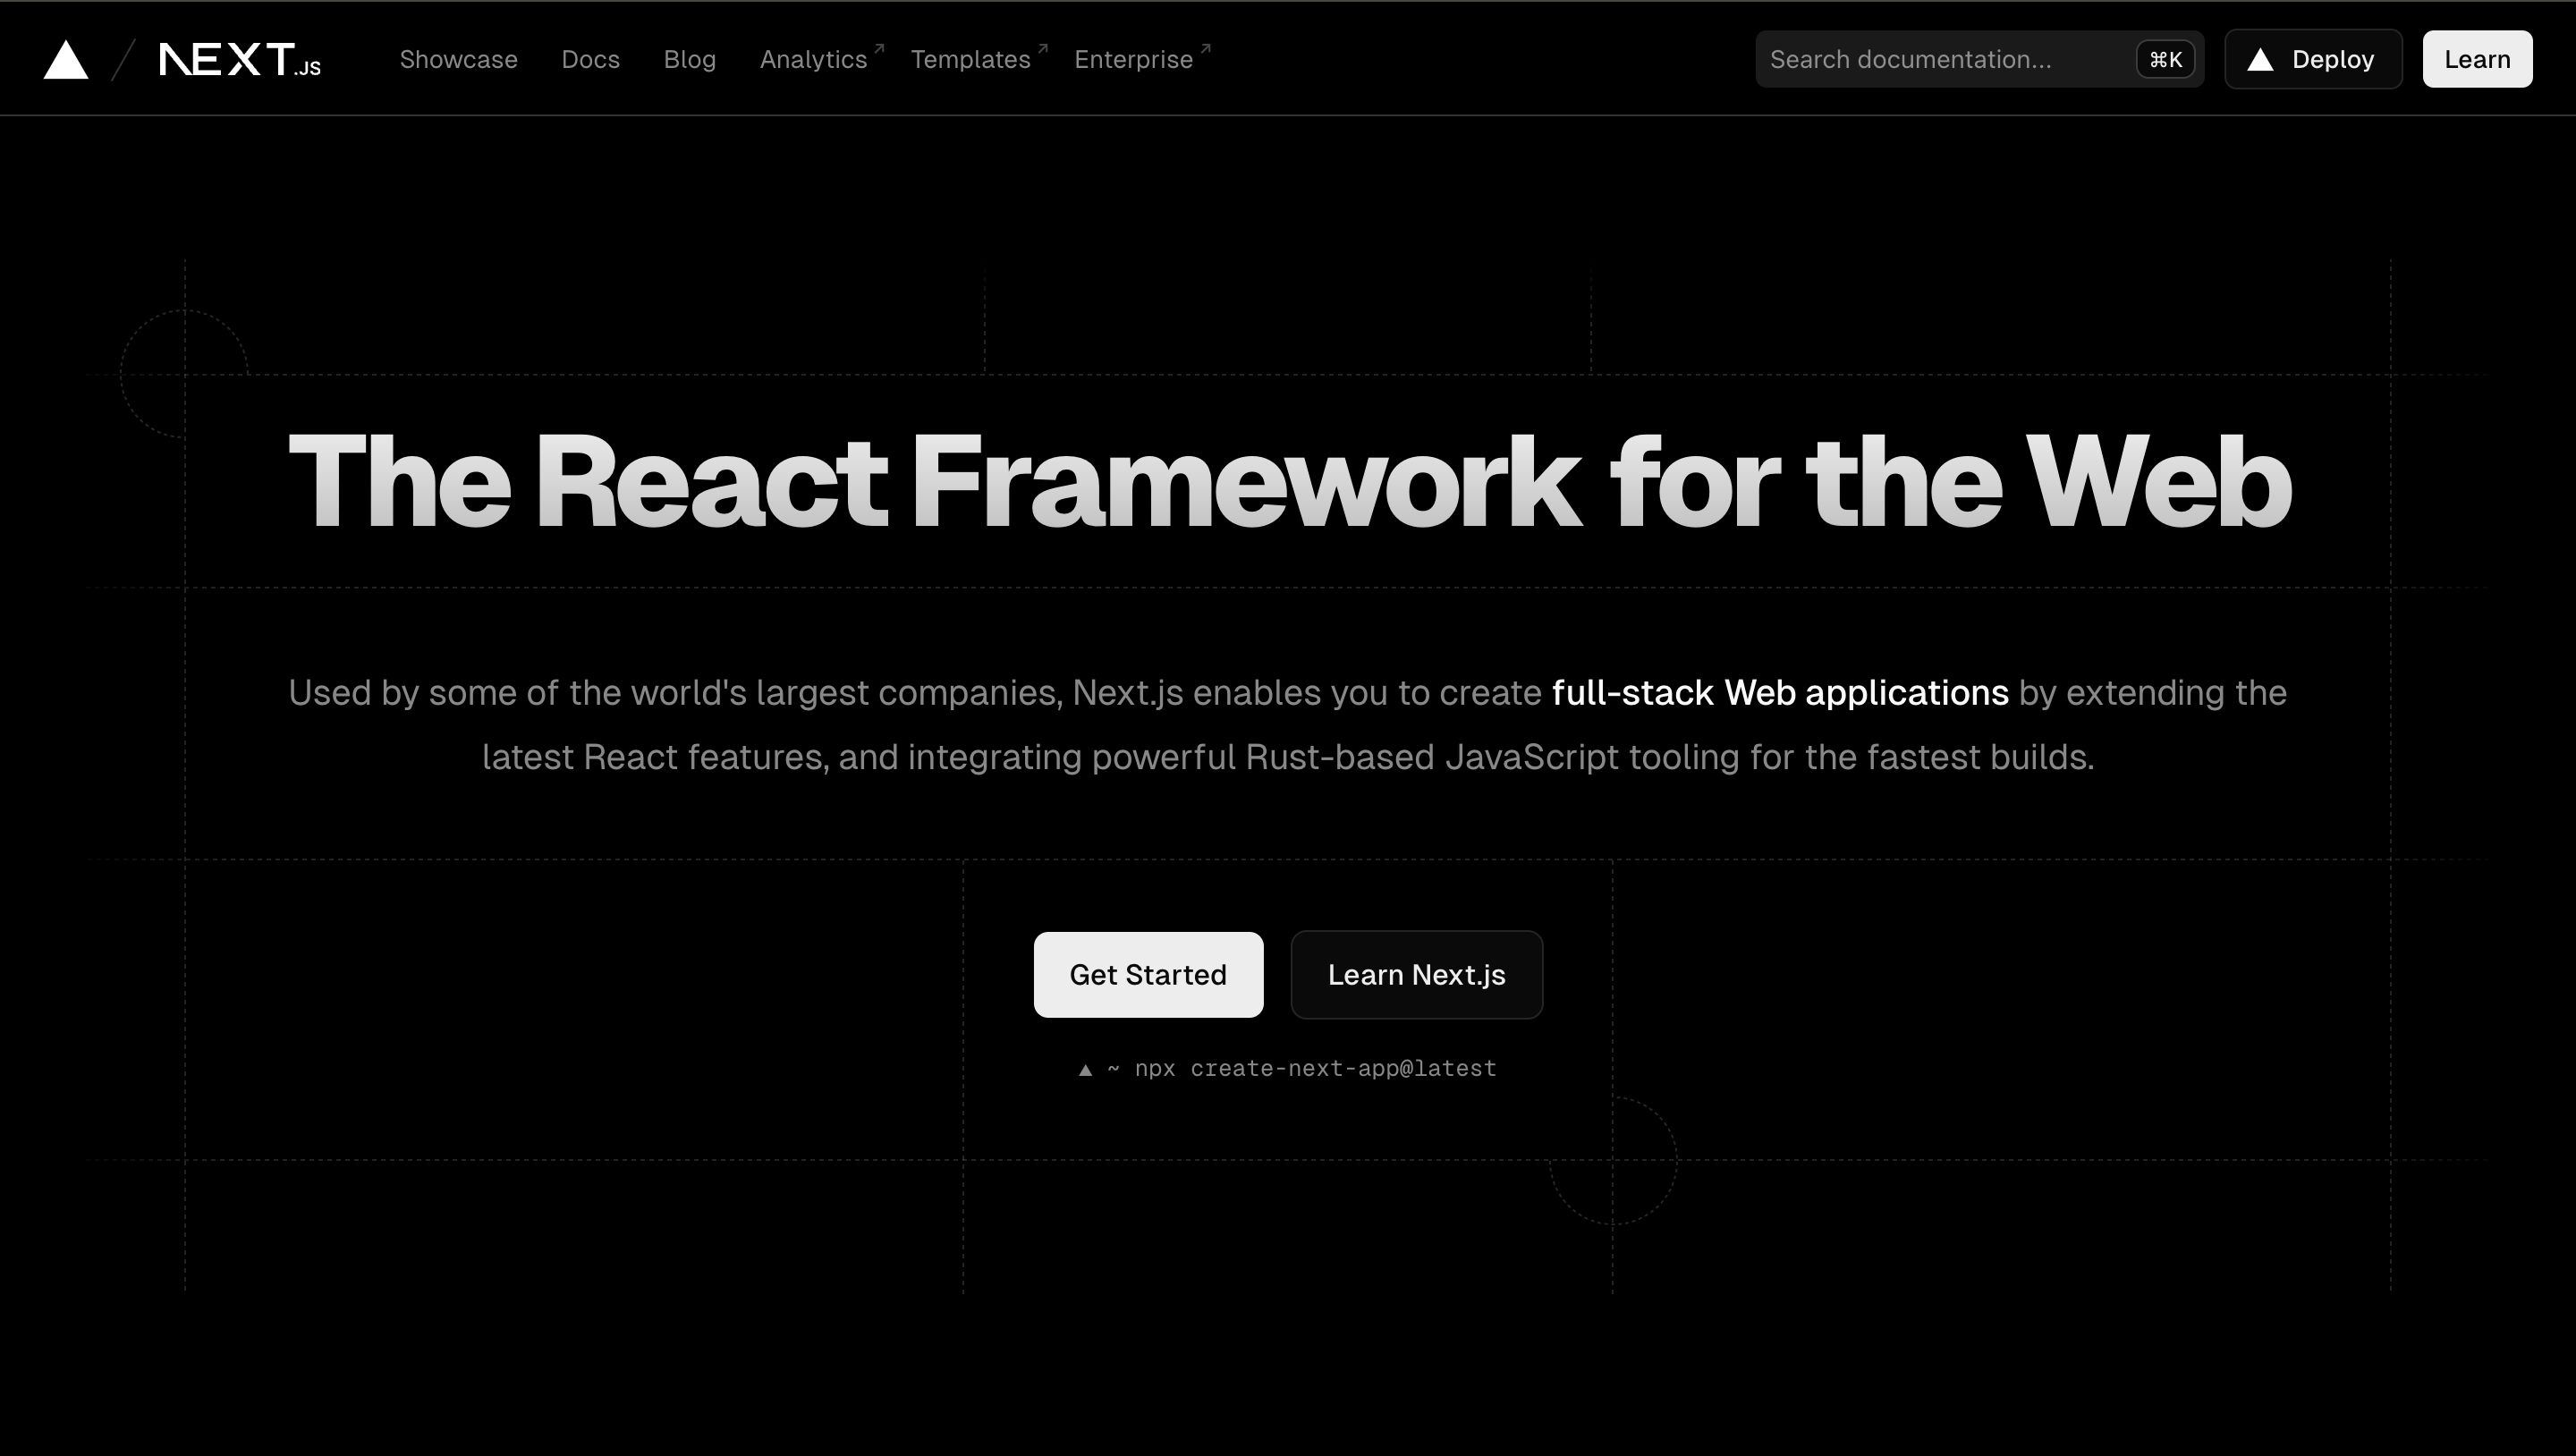 NEXT.JS
Showcase
Docs
Blog
Analytics
Templates
Enterprise
Search documentation...
⌘K
Deploy
Learn
The React Framework for the Web
Used by some of the world's largest companies, Next.js enables you to create full-stack Web applications by extending the
latest React features, and integrating powerful Rust-based JavaScript tooling for the fastest builds.
Get Started
Learn Next.js
▲ ~ npx create-next-app@latest